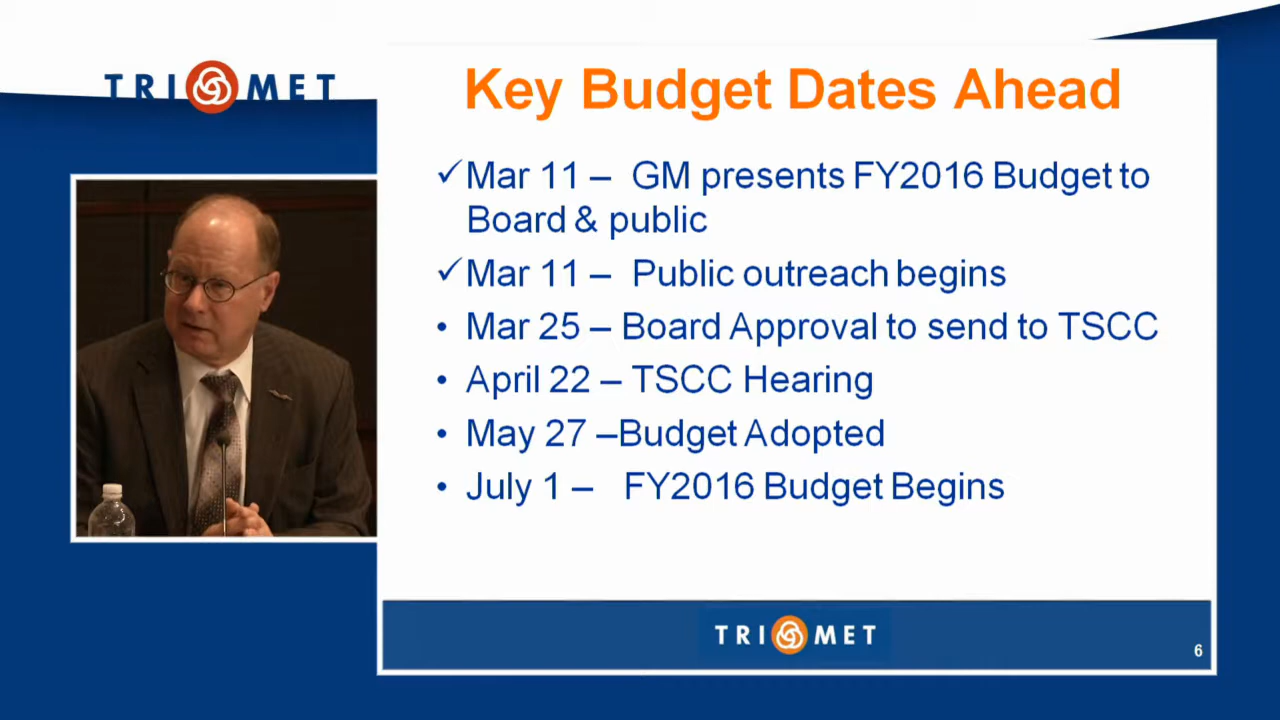 TRI MET
Key Budget Dates Ahead
✓ Mar 11 – GM presents FY2016 Budget to
Board & public
✓ Mar 11 – Public outreach begins
• Mar 25 – Board Approval to send to TSCC
• April 22 – TSCC Hearing
• May 27 –Budget Adopted
• July 1 – FY2016 Budget Begins
TRI MET
6